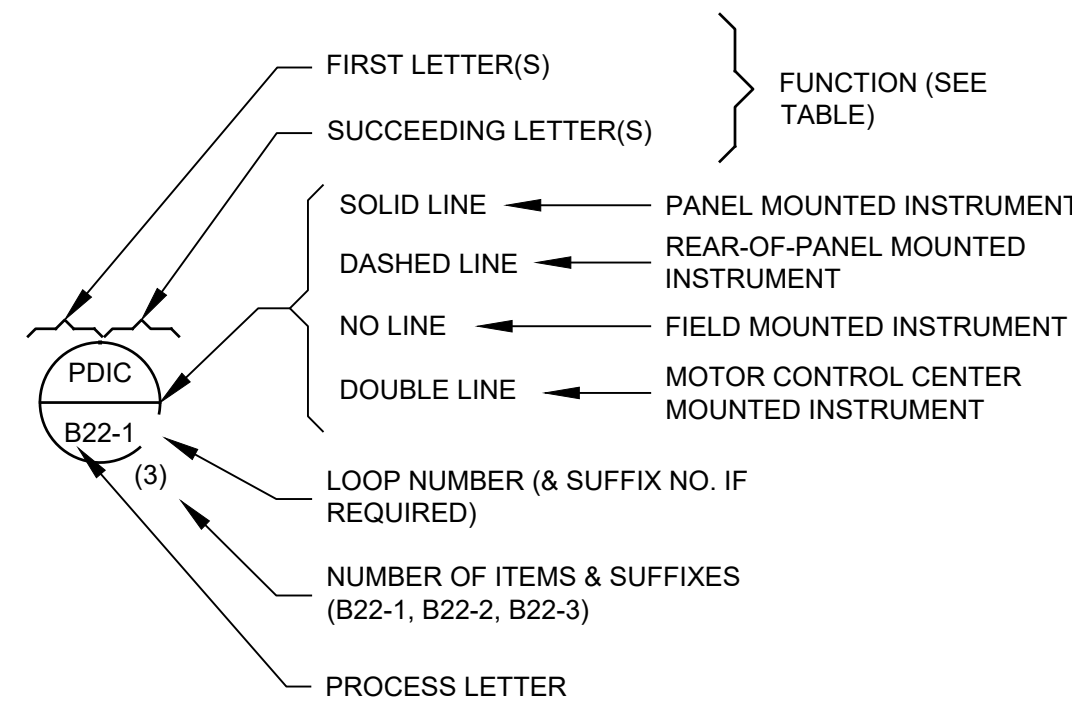 FIRST LETTER(S)
SUCCEEDING LETTER(S)
FUNCTION (SEE
TABLE)
SOLID LINE
PANEL MOUNTED INSTRUMENT
DASHED LINE
REAR-OF-PANEL MOUNTED
INSTRUMENT
NO LINE
FIELD MOUNTED INSTRUMENT
DOUBLE LINE
MOTOR CONTROL CENTER
MOUNTED INSTRUMENT
PDIC
B22-1
(3)
LOOP NUMBER (& SUFFIX NO. IF
REQUIRED)
NUMBER OF ITEMS & SUFFIXES
(B22-1, B22-2, B22-3)
PROCESS LETTER